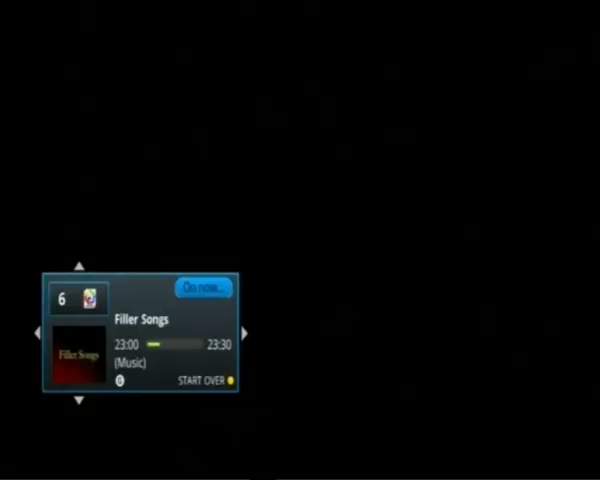 On now...
6
Filler Songs
23:00 23:30
Filler Songs
(Music)
G
START OVER